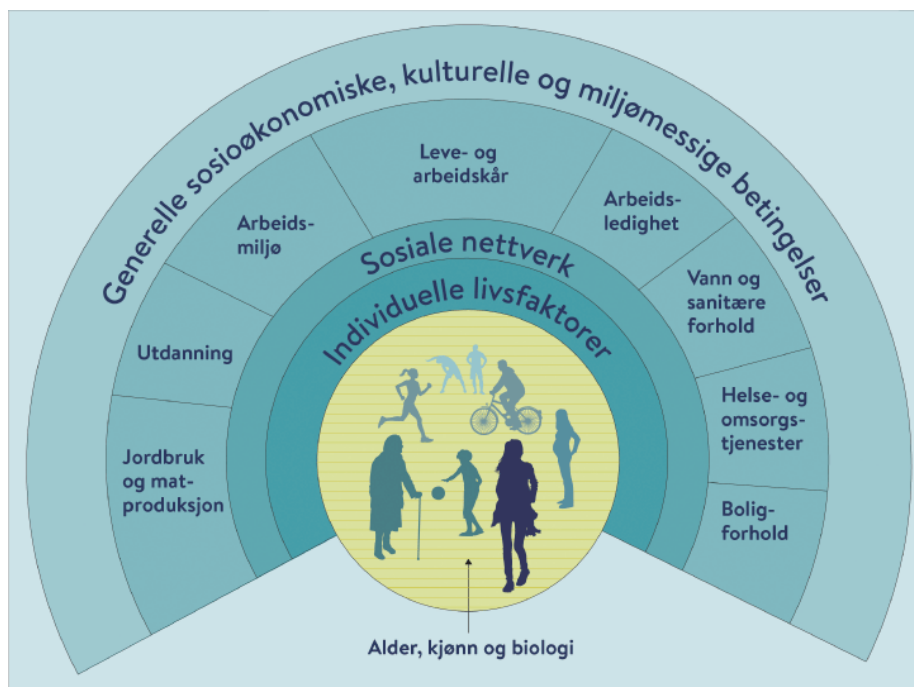 Generelle sosioøkonomiske, kulturelle og miljømessige betingelser
Leve- og
arbeidskår
Arbeids-
miljø
Arbeids-
ledighet
Sosiale nettverk
Individuelle livsfaktorer
Vann og
sanitære
forhold
Utdanning
Helse- og
omsorgs-
tjenester
Jordbruk
og mat-
produksjon
Bolig-
forhold
Alder, kjønn og biologi